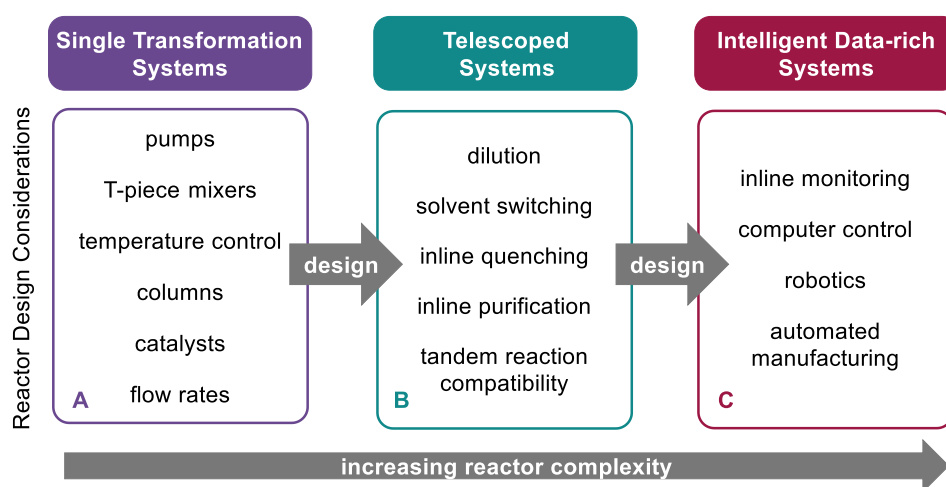 Single Transformation
Systems
Telescoped
Systems
Intelligent Data-rich
Systems
Reactor Design Considerations
pumps
T-piece mixers
temperature control
columns
catalysts
flow rates
A
design
dilution
solvent switching
inline quenching
inline purification
tandem reaction
compatibility
B
design
inline monitoring
computer control
robotics
automated
manufacturing
C
increasing reactor complexity